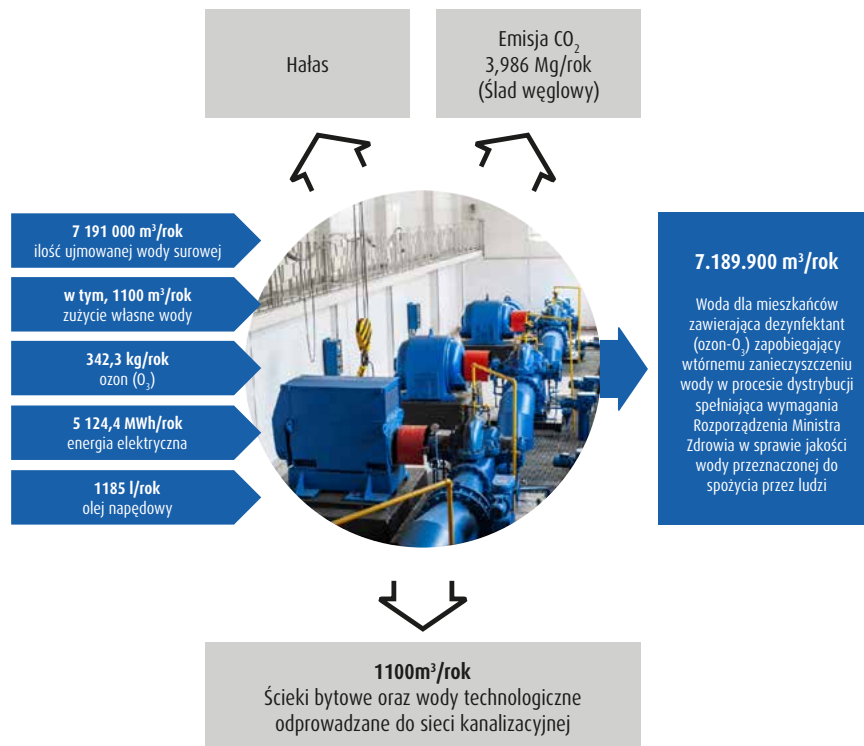 Hałas
Emisja CO₂
3,986 Mg/rok
(Ślad węglowy)
7 191 000 m³/rok
ilość ujmowanej wody surowej
w tym, 1100 m³/rok
zużycie własne wody
342,3 kg/rok
ozon (O₃)
5 124,4 MWh/rok
energia elektryczna
1185 l/rok
olej napędowy
7.189.900 m³/rok
Woda dla mieszkańców
zawierająca dezynfektant
(ozon-O₃) zapobiegający
wtórnemu zanieczyszczeniu
wody w procesie dystrybucji
spełniająca wymagania
Rozporządzenia Ministra
Zdrowia w sprawie jakości
wody przeznaczonej do
spożycia przez ludzi
1100m³/rok
Ścieki bytowe oraz wody technologiczne
odprowadzane do sieci kanalizacyjnej